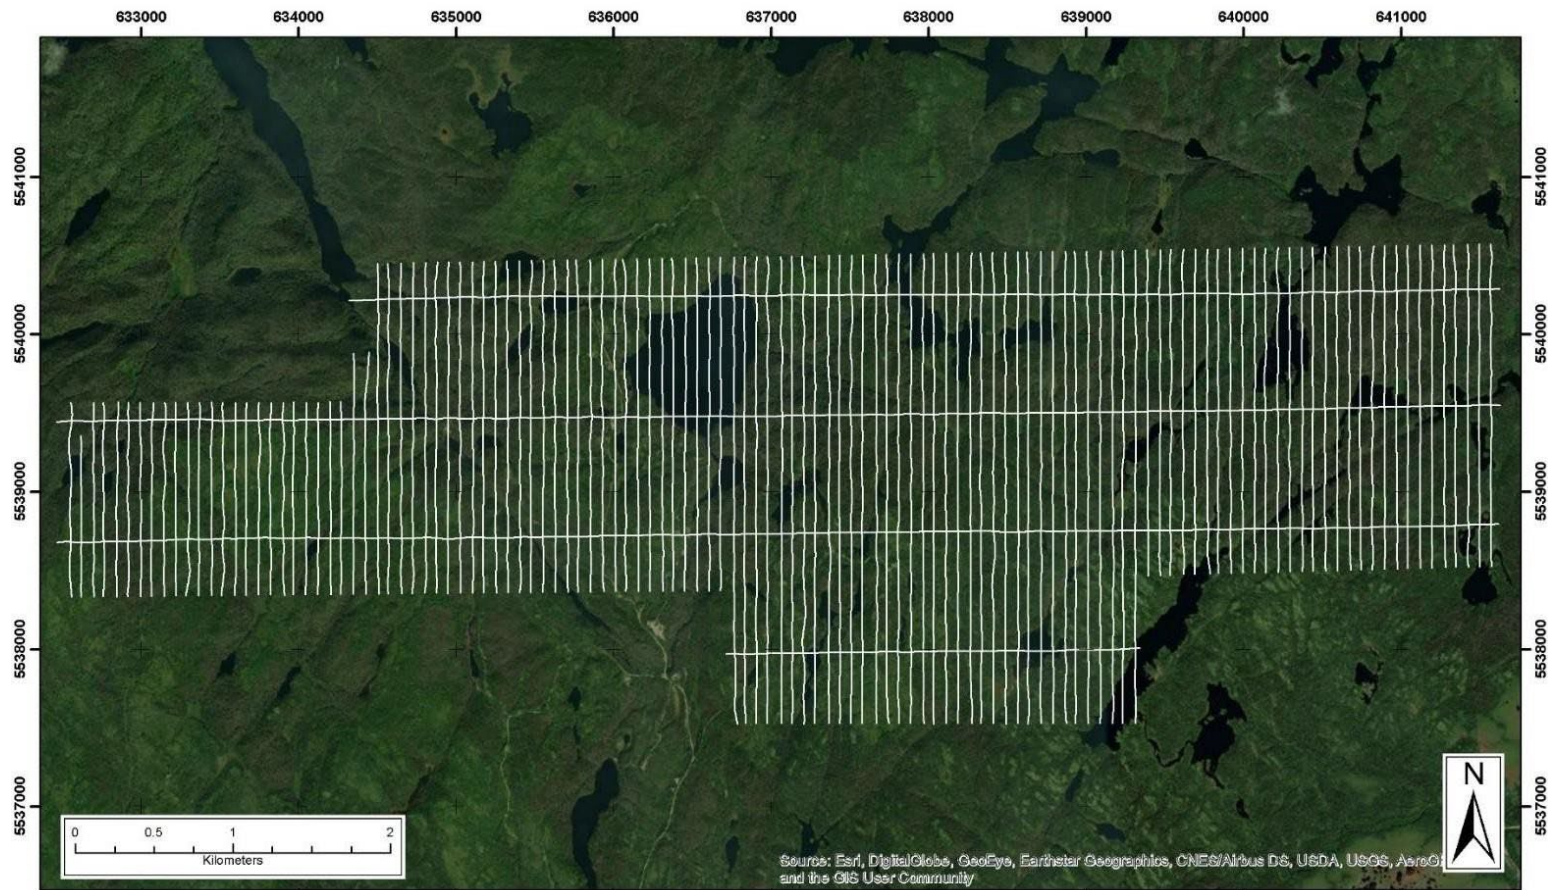 633000 634000 635000 636000 637000 638000 639000 640000 641000
5541000 5541000
5540000 5540000
5539000 5539000
5538000 5538000
5537000 5537000
N
0 0.5 1 2
Kilometers
Source: Esri, DigitalGlobe, GeoEye, Earthstar Geographics, CNES/Airbus DS, USDA, USGS,
and the GIS User Community